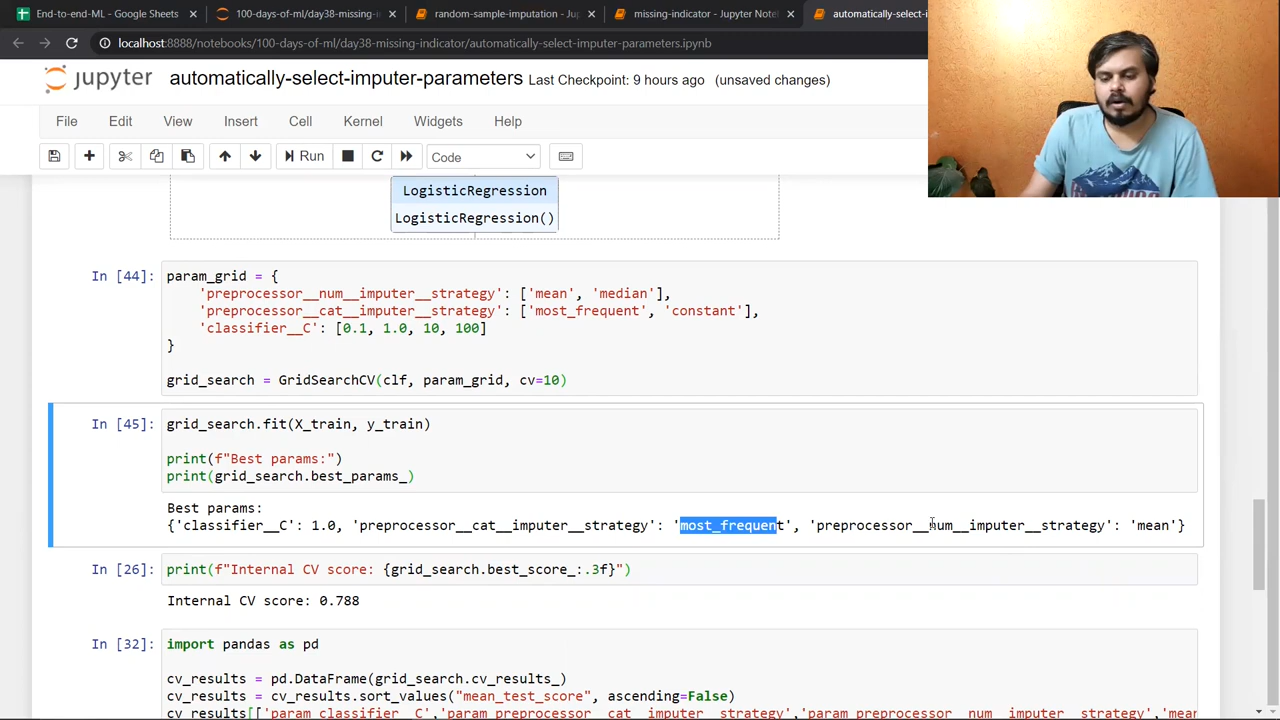 End-to-end-ML - Google Sheets
100-days-of-ml/day38-missing-in
random-sample-imputation - Jup
missing-indicator - Jupyter Note
automatically-select-i
localhost:8888/notebooks/100-days-of-ml/day38-missing-indicator/automatically-select-imputer-parameters.ipynb
jupyter automatically-select-imputer-parameters Last Checkpoint: 9 hours ago (unsaved changes)
File Edit View Insert Cell Kernel Widgets Help
Run Code
LogisticRegression
LogisticRegression()
In [44]: param_grid = {
'preprocessor__num__imputer__strategy': ['mean', 'median'],
'preprocessor__cat__imputer__strategy': ['most_frequent', 'constant'],
'classifier__C': [0.1, 1.0, 10, 100]
}
grid_search = GridSearchCV(clf, param_grid, cv=10)
In [45]: grid_search.fit(X_train, y_train)
print(f"Best params:")
print(grid_search.best_params_)
Best params:
{'classifier__C': 1.0, 'preprocessor__cat__imputer__strategy': 'most_frequent', 'preprocessor__num__imputer__strategy': 'mean'}
In [26]: print(f"Internal CV score: {grid_search.best_score_:.3f}")
Internal CV score: 0.788
In [32]: import pandas as pd
cv_results = pd.DataFrame(grid_search.cv_results_)
cv_results = cv_results.sort_values("mean_test_score", ascending=False)
cv_results[['param_classifier__C','param_preprocessor__cat__imputer__strategy','param_preprocessor__num__imputer__strategy','mear